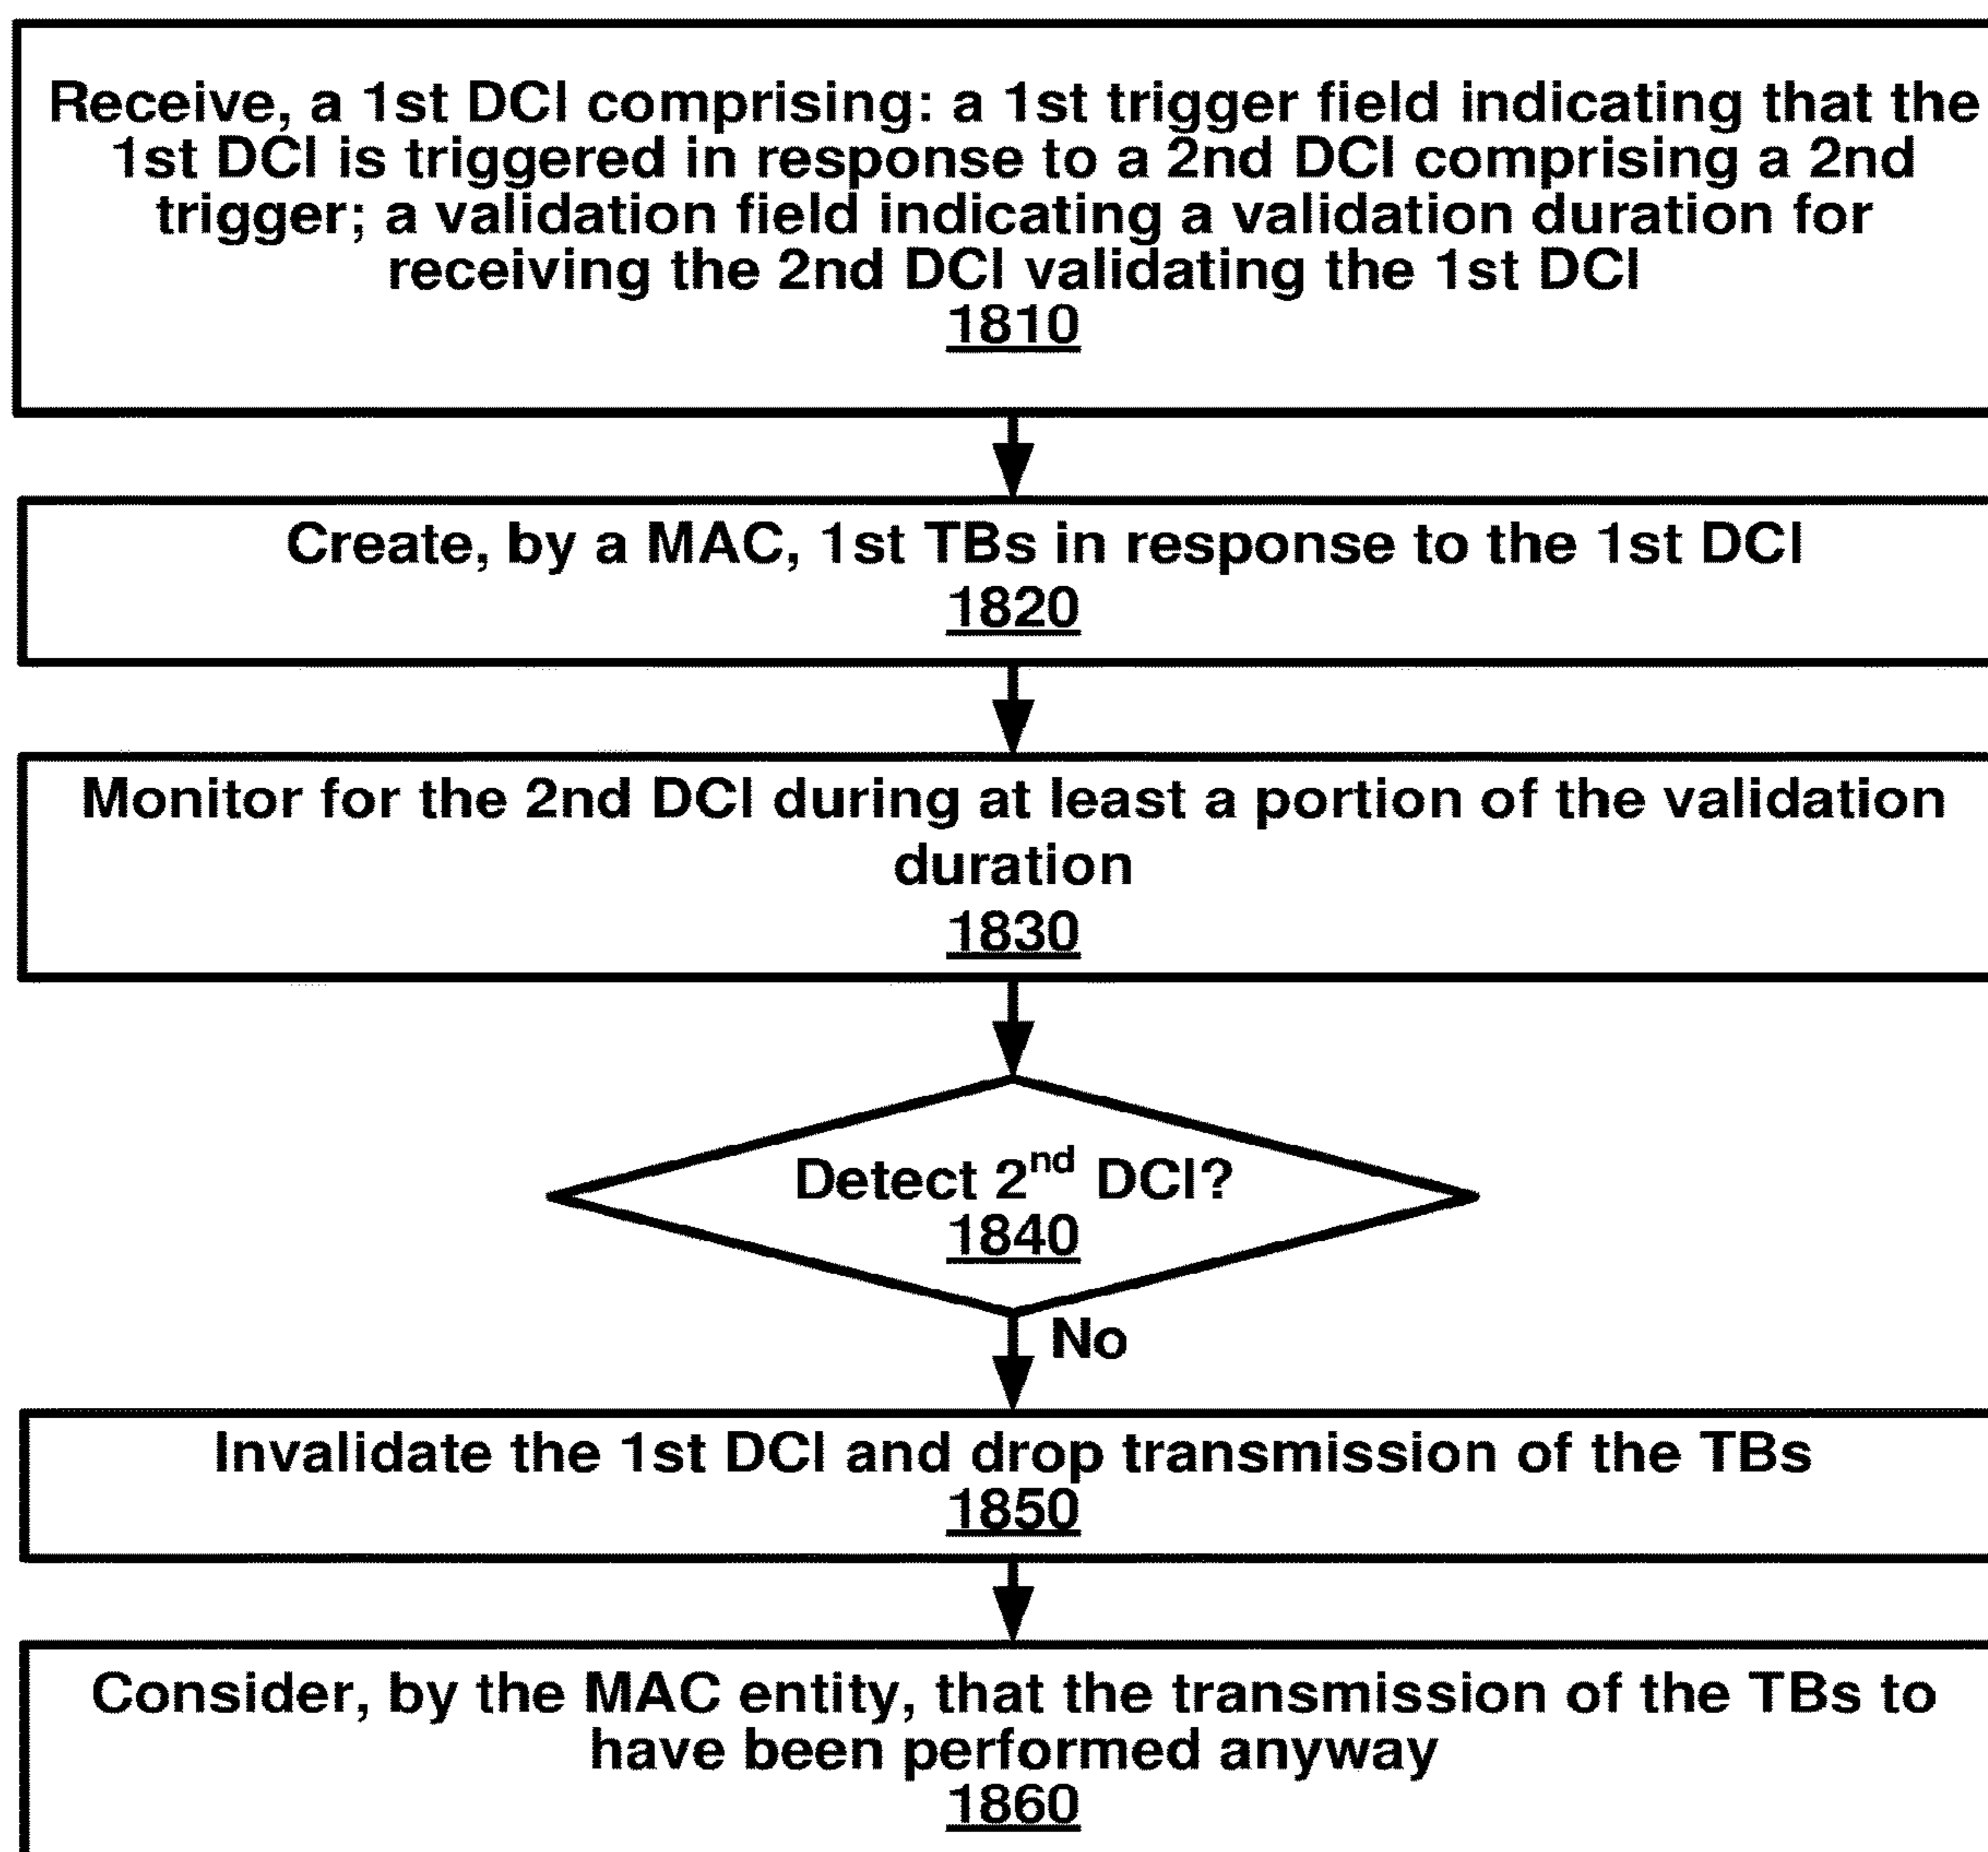 Receive, a 1st DCI comprising: a 1st trigger field indicating that the
1st DCI is triggered in response to a 2nd DCI comprising a 2nd
trigger; a validation field indicating a validation duration for
receiving the 2nd DCI validating the 1st DCI
1810
Create, by a MAC, 1st TBs in response to the 1st DCI
1820
Monitor for the 2nd DCI during at least a portion of the validation
duration
1830
Detect 2nd DCI?
1840
No
Invalidate the 1st DCI and drop transmission of the TBs
1850
Consider, by the MAC entity, that the transmission of the TBs to
have been performed anyway
1860